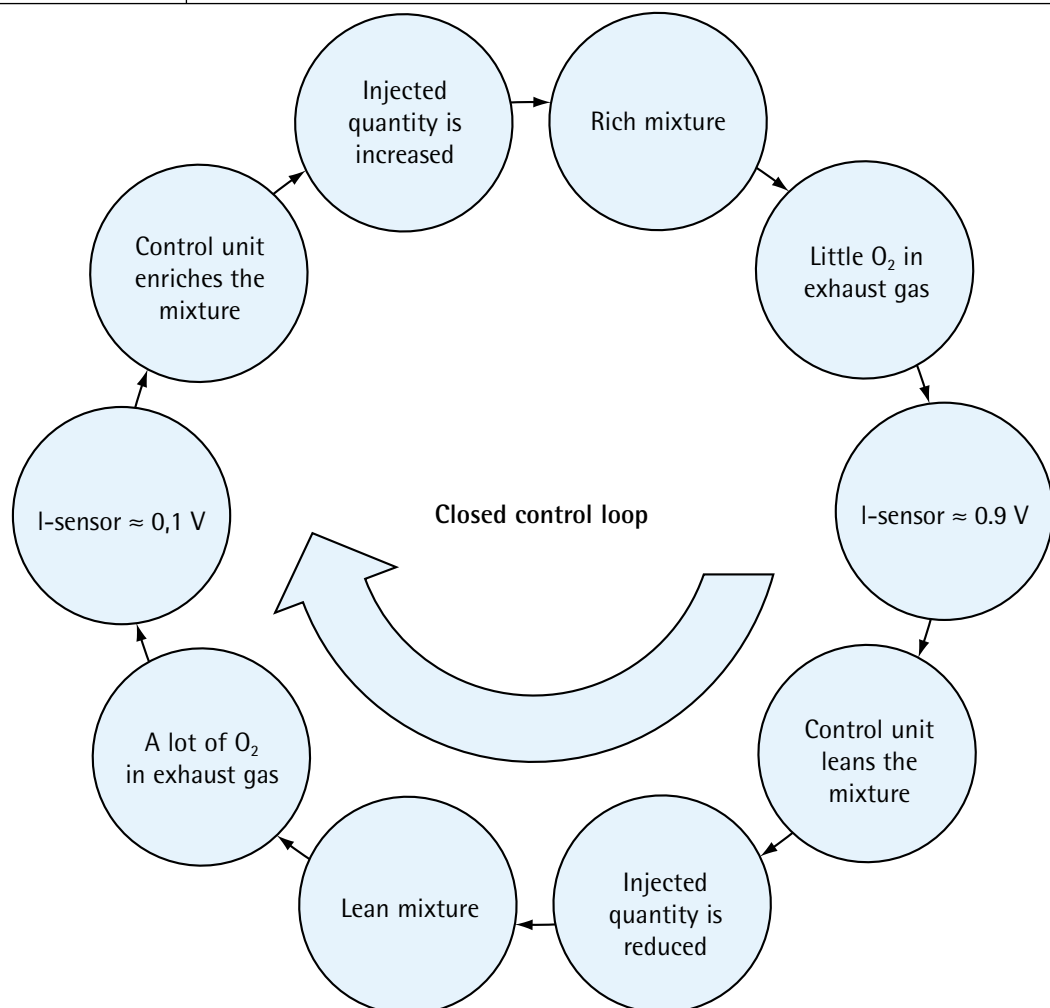 Injected
quantity is
increased
Rich mixture
Little O₂ in
exhaust gas
l-sensor ≈ 0.9 V
Control unit
leans the
mixture
Injected
quantity is
reduced
Lean mixture
A lot of O₂
in exhaust gas
l-sensor ≈ 0,1 V
Control unit
enriches the
mixture
Closed control loop